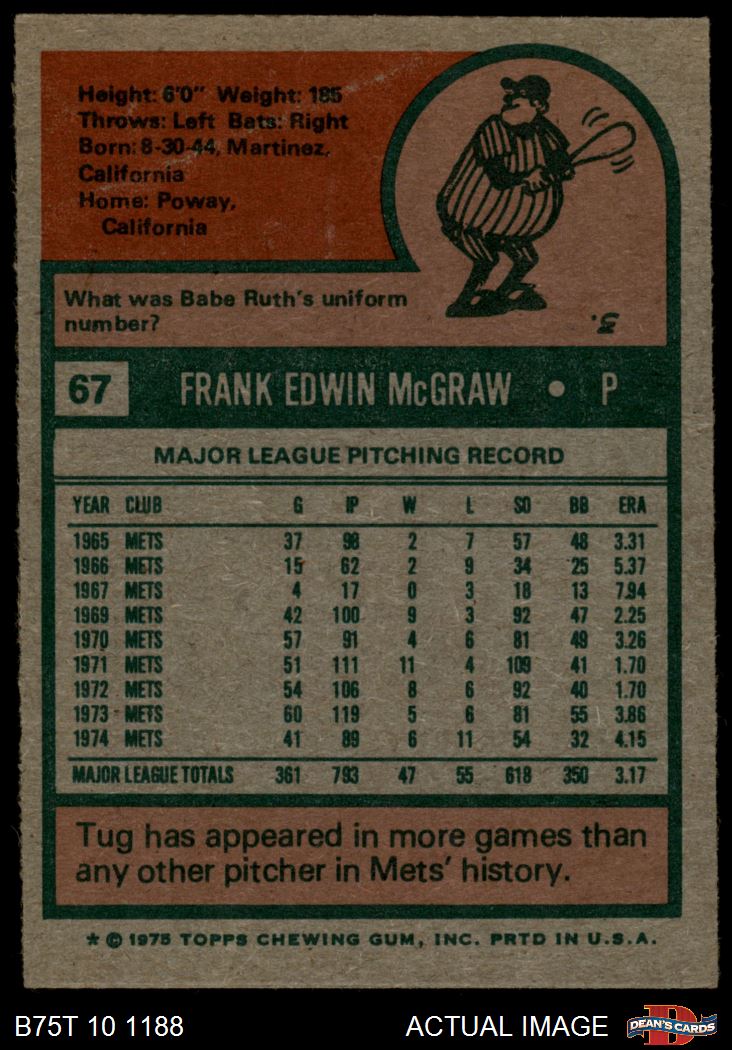 Height: 6'0" Weight: 185
Throws: Left Bats: Right
Born: 8-30-44, Martinez,
California
Home: Poway,
California
What was Babe Ruth's uniform
number?
3.
67 FRANK EDWIN McGRAW • P
MAJOR LEAGUE PITCHING RECORD
YEAR CLUB G IP W L SO BB ERA
1965 METS 37 98 2 7 57 48 3.31
1966 METS 15 62 2 9 34 25 5.37
1967 METS 4 17 0 3 18 13 7.94
1969 METS 42 100 9 3 92 47 2.25
1970 METS 57 91 4 6 81 49 3.26
1971 METS 51 111 11 4 109 41 1.70
1972 METS 54 106 8 6 92 40 1.70
1973 METS 60 119 5 6 81 55 3.86
1974 METS 41 89 6 11 54 32 4.15
MAJOR LEAGUE TOTALS 361 793 47 55 618 350 3.17
Tug has appeared in more games than
any other pitcher in Mets' history.
* © 1975 TOPPS CHEWING GUM, INC. PRTD IN U.S.A.
B75T 10 1188 ACTUAL IMAGE DEAN'S CARDS